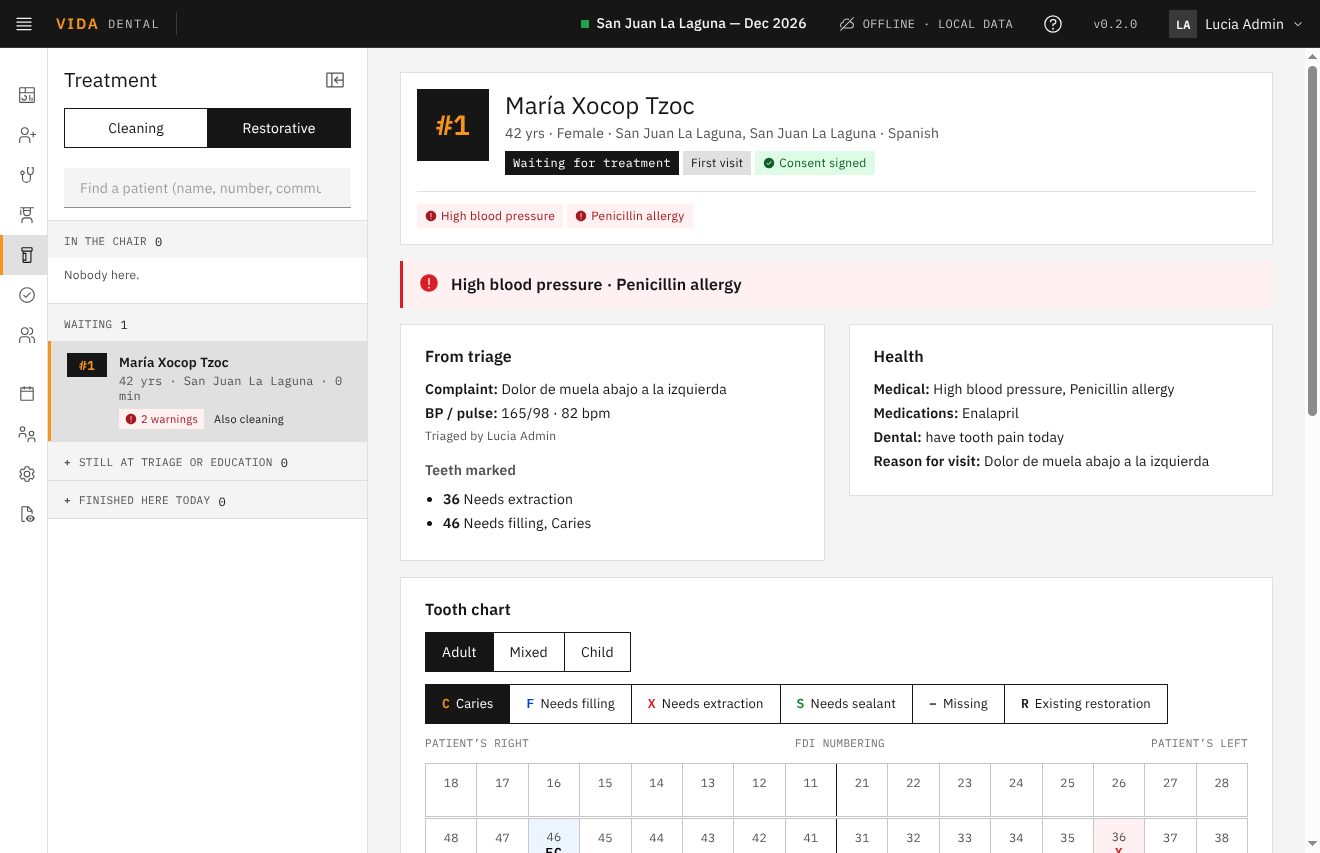 VIDA DENTAL
San Juan La Laguna — Dec 2026
OFFLINE · LOCAL DATA
v0.2.0
LA
Lucia Admin
Treatment
Cleaning
Restorative
Find a patient (name, number, commu
IN THE CHAIR 0
Nobody here.
WAITING 1
#1
María Xocop Tzoc
42 yrs · San Juan La Laguna · 0
min
2 warnings
Also cleaning
+ STILL AT TRIAGE OR EDUCATION 0
+ FINISHED HERE TODAY 0
#1
María Xocop Tzoc
42 yrs · Female · San Juan La Laguna, San Juan La Laguna · Spanish
Waiting for treatment
First visit
Consent signed
High blood pressure
Penicillin allergy
High blood pressure · Penicillin allergy
From triage
Complaint: Dolor de muela abajo a la izquierda
BP / pulse: 165/98 · 82 bpm
Triaged by Lucia Admin
Teeth marked
• 36 Needs extraction
• 46 Needs filling, Caries
Health
Medical: High blood pressure, Penicillin allergy
Medications: Enalapril
Dental: have tooth pain today
Reason for visit: Dolor de muela abajo a la izquierda
Tooth chart
Adult
Mixed
Child
C Caries
F Needs filling
X Needs extraction
S Needs sealant
– Missing
R Existing restoration
PATIENT'S RIGHT
FDI NUMBERING
PATIENT'S LEFT
18 17 16 15 14 13 12 11 21 22 23 24 25 26 27 28
48 47 46 45 44 43 42 41 31 32 33 34 35 36 37 38